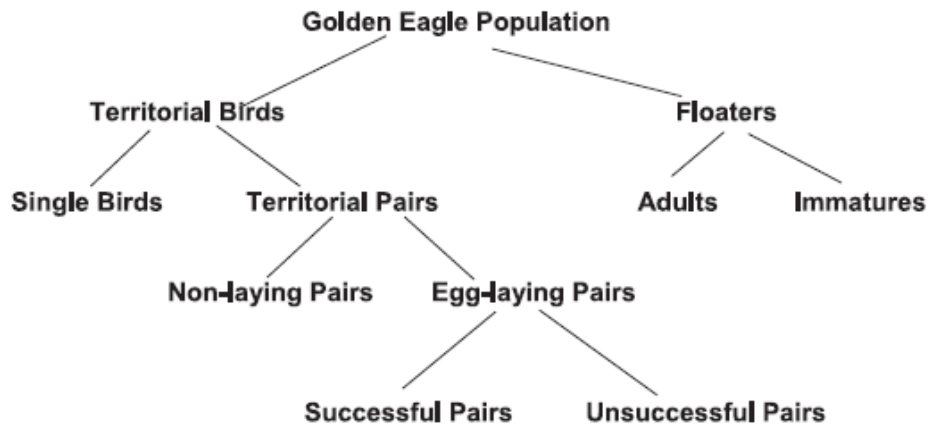 Golden Eagle Population
Territorial Birds Floaters
Single Birds Territorial Pairs Adults Immatures
Non-laying Pairs Egg-laying Pairs
Successful Pairs Unsuccessful Pairs